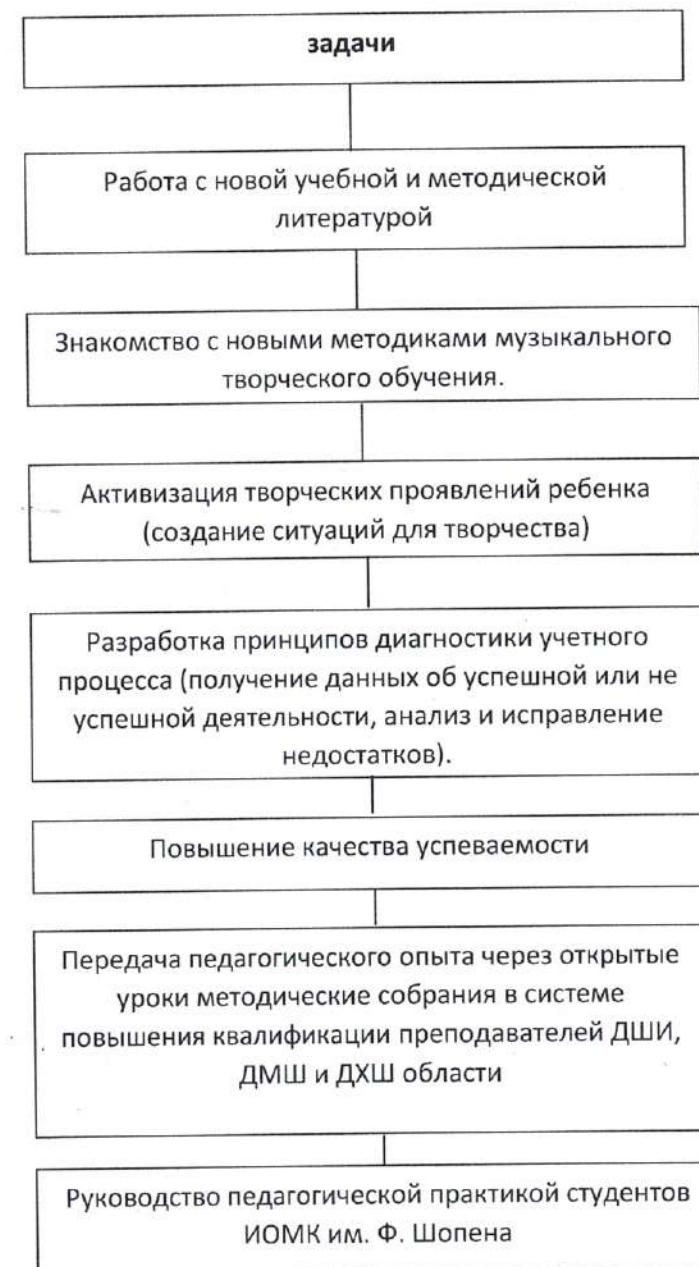 задачи
Работа с новой учебной и методической
литературой
Знакомство с новыми методиками музыкального
творческого обучения.
Активизация творческих проявлений ребенка
(создание ситуаций для творчества)
Разработка принципов диагностики учетного
процесса (получение данных об успешной или не
успешной деятельности, анализ и исправление
недостатков).
Повышение качества успеваемости
Передача педагогического опыта через открытые
уроки методические собрания в системе
повышения квалификации преподавателей ДШИ,
ДМШ и ДХШ области
Руководство педагогической практикой студентов
ИОМК им. Ф. Шопена